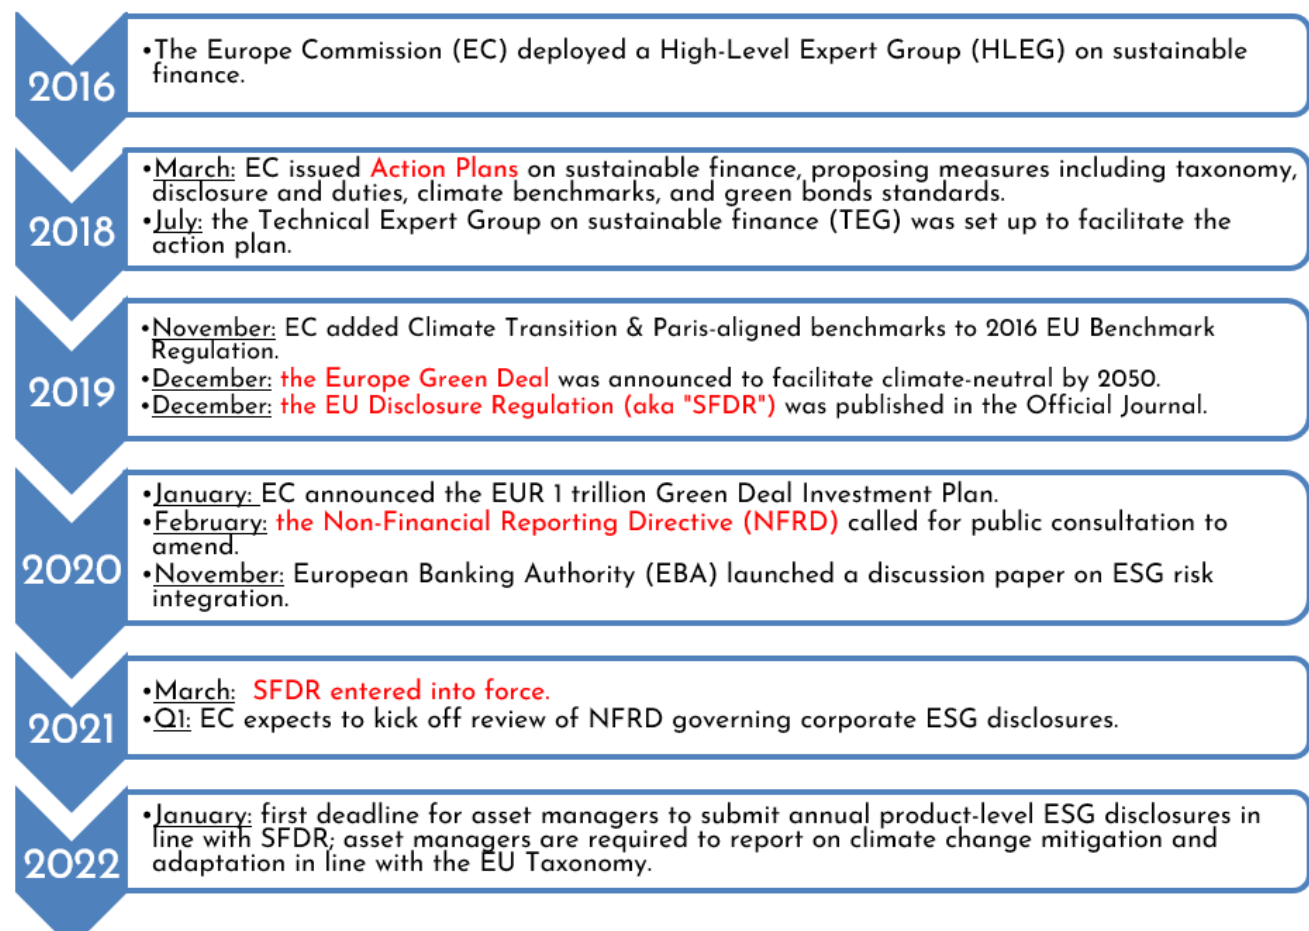 2016
•The Europe Commission (EC) deployed a High-Level Expert Group (HLEG) on sustainable
finance.
2018
•March: EC issued Action Plans on sustainable finance, proposing measures including taxonomy,
disclosure and duties, climate benchmarks, and green bonds standards.
•July: the Technical Expert Group on sustainable finance (TEG) was set up to facilitate the
action plan.
2019
•November: EC added Climate Transition & Paris-aligned benchmarks to 2016 EU Benchmark
Regulation.
•December: the Europe Green Deal was announced to facilitate climate-neutral by 2050.
•December: the EU Disclosure Regulation (aka "SFDR") was published in the Official Journal.
2020
•January: EC announced the EUR 1 trillion Green Deal Investment Plan.
•February: the Non-Financial Reporting Directive (NFRD) called for public consultation to
amend.
•November: European Banking Authority (EBA) launched a discussion paper on ESG risk
integration.
2021
•March: SFDR entered into force.
•Q1: EC expects to kick off review of NFRD governing corporate ESG disclosures.
2022
•January: first deadline for asset managers to submit annual product-level ESG disclosures in
line with SFDR; asset managers are required to report on climate change mitigation and
adaptation in line with the EU Taxonomy.